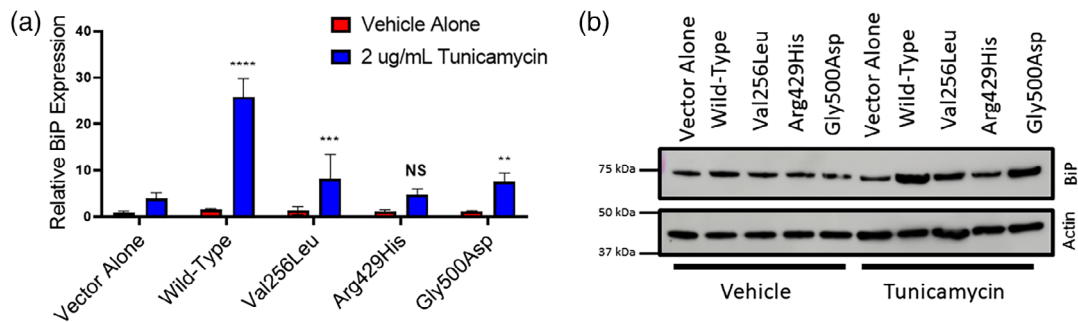 (a)
Relative BiP Expression
40
30
20
10
0
Vehicle Alone
2 ug/mL Tunicamycin
****
***
NS
**
Vector Alone
Wild-Type
Val256Leu
Arg429His
Gly500Asp
(b)
Vector Alone
Wild-Type
Val256Leu
Arg429His
Gly500Asp
Vector Alone
Wild-Type
Val256Leu
Arg429His
Gly500Asp
75 kDa
BiP
50 kDa
37 kDa
Actin
Vehicle
Tunicamycin